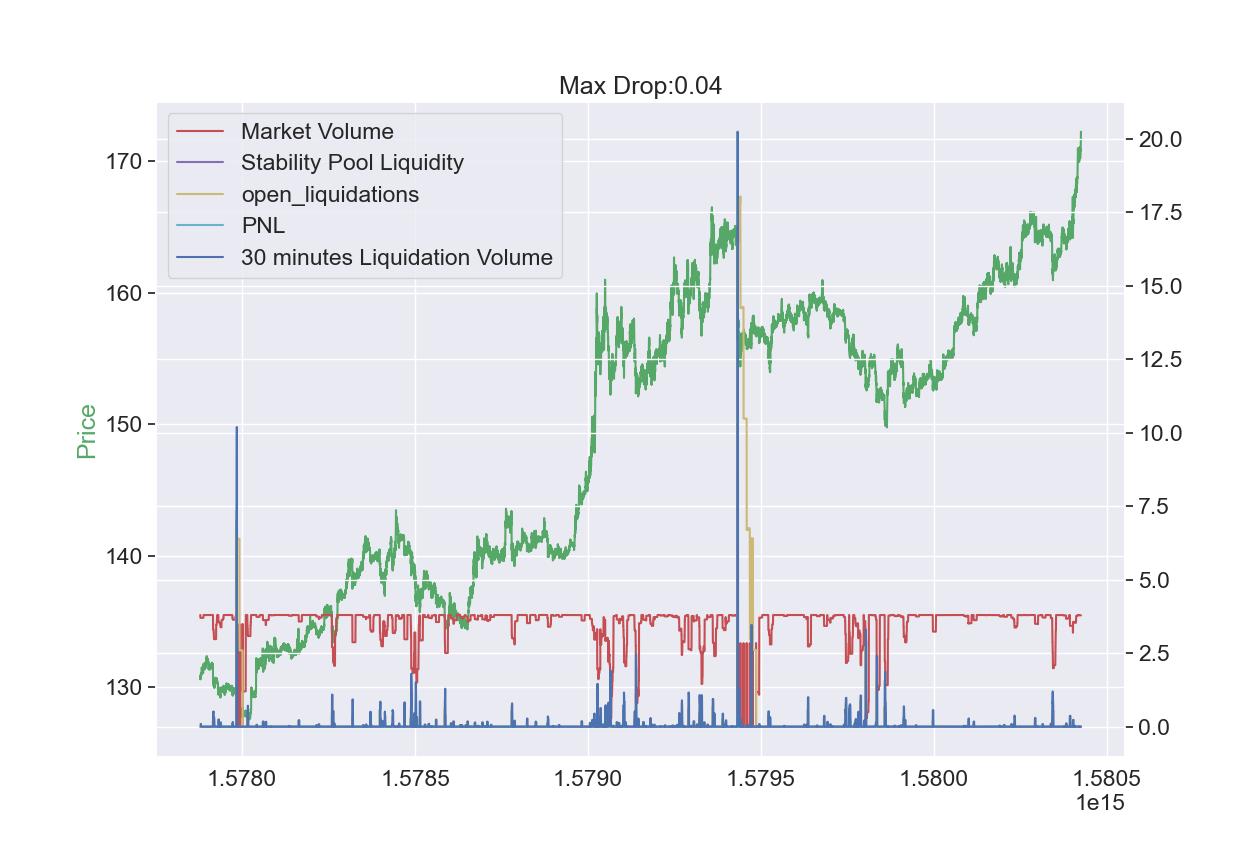 Max Drop:0.04
Market Volume
Stability Pool Liquidity
open_liquidations
PNL
30 minutes Liquidation Volume
Price
170
160
150
140
130
20.0
17.5
15.0
12.5
10.0
7.5
5.0
2.5
0.0
1.5780 1.5785 1.5790 1.5795 1.5800 1.5805
1e15